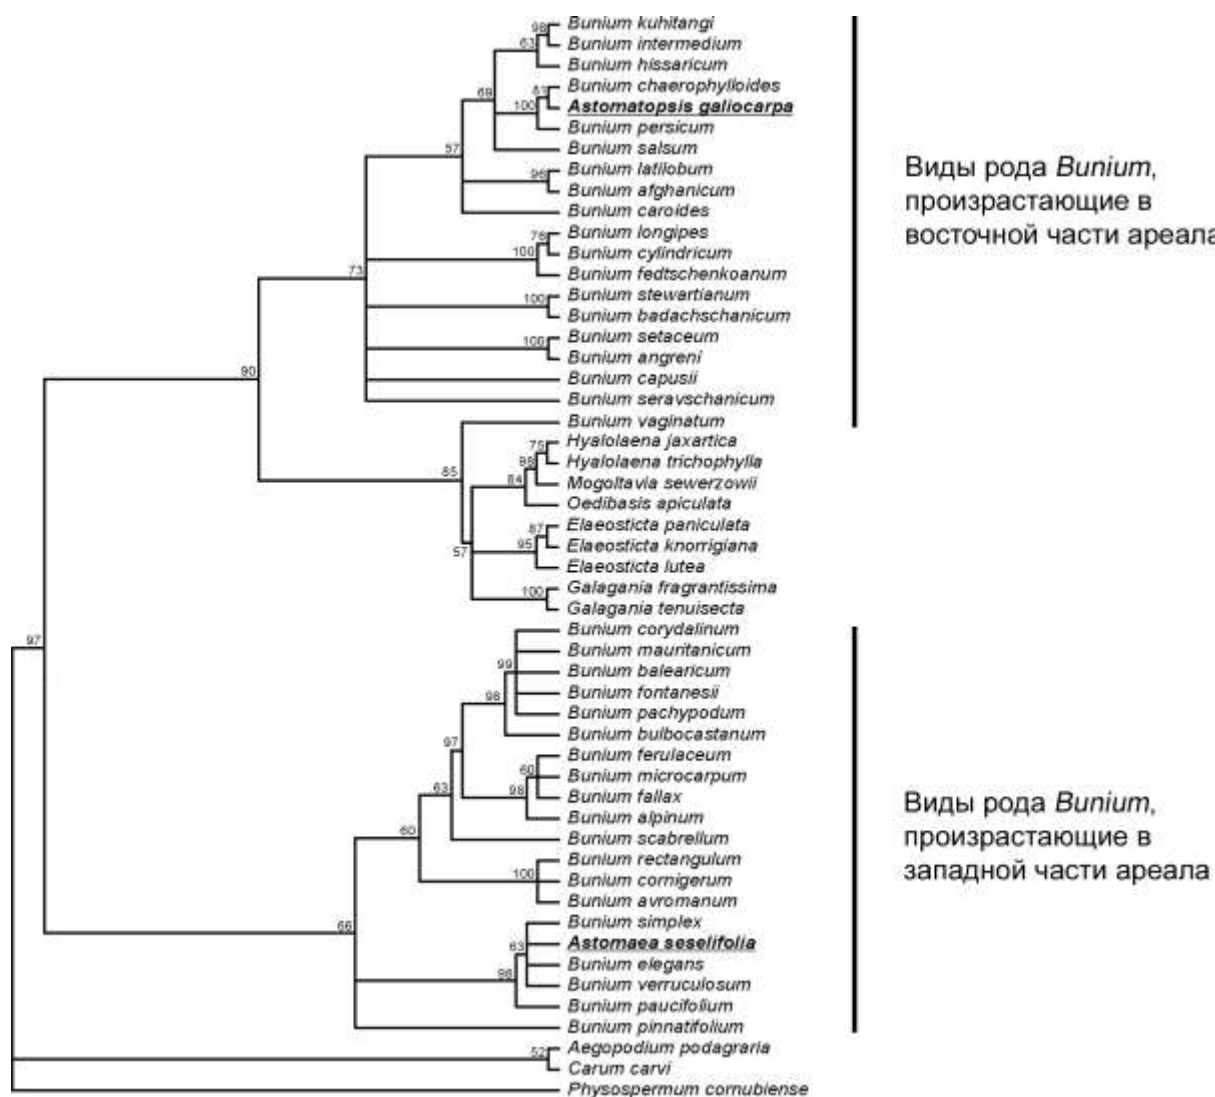 Bunium kuhitangi
98
Bunium intermedium
63
Bunium hissaricum
Bunium chaerophylloides
81
69
Astomatopsis galiocarpa
100
Bunium persicum
Bunium salsum
57
Bunium latilobum
96
Bunium afghanicum
Bunium caroides
Bunium longipes
76
Bunium cylindricum
100
Bunium fedtschenkoanum
73
Bunium stewartianum
100
Bunium badachschanicum
Bunium setaceum
100
Bunium angreni
90
Bunium capusii
Bunium seravschanicum
Bunium vaginatum
Hyalolaena jaxartica
75
Hyalolaena trichophylla
98
85
Mogoltavia sewerzowii
84
Oedibasis apiculata
Elaeosticta paniculata
87
Elaeosticta knorrigiana
95
57
Elaeosticta lutea
Galagania fragrantissima
100
Galagania tenuisecta
97
Bunium corydalinum
Bunium mauritanicum
99
Bunium balearicum
Bunium fontanesii
98
Bunium pachypodum
Bunium bulbocastanum
97
Bunium ferulaceum
60
Bunium microcarpum
63
98
Bunium fallax
Bunium alpinum
60
Bunium scabrellum
Bunium rectangulum
100
Bunium cornigerum
Bunium avromanum
66
Bunium simplex
63
Astomaea seselifolia
Bunium elegans
Bunium verruculosum
Bunium paucifolium
Bunium pinnatifolium
52
Aegopodium podagraria
Carum carvi
Physospermum cornubiense
Виды рода Bunium,
произрастающие в
восточной части ареала
Виды рода Bunium,
произрастающие в
западной части ареала